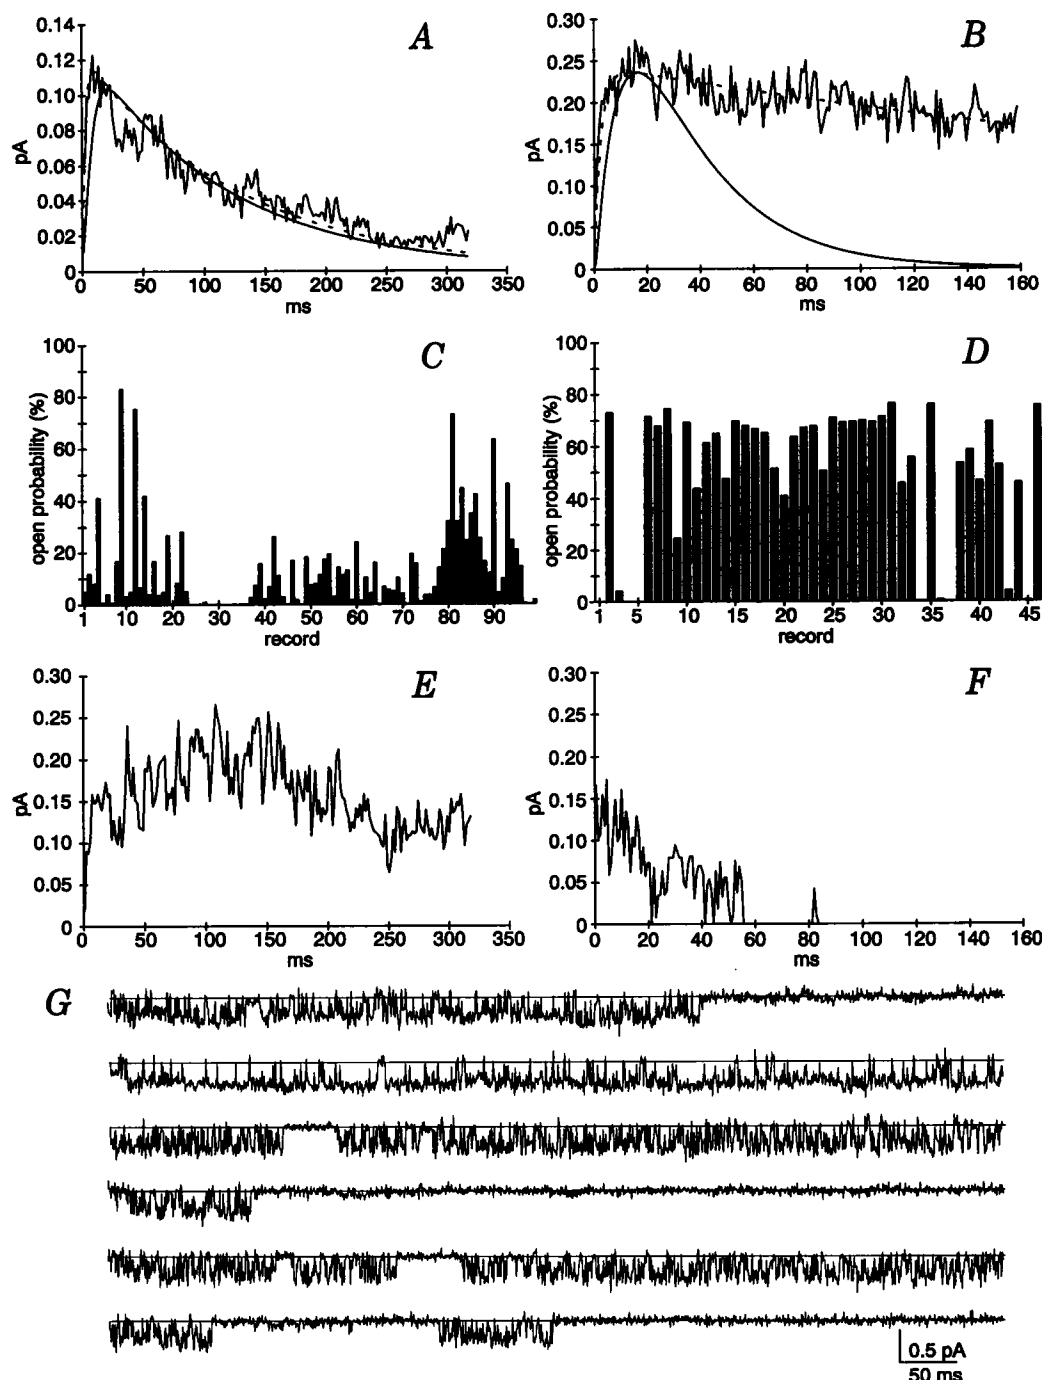 A
0.14
0.12
0.10
0.08
0.06
0.04
0.02
0
pA
0 50 100 150 200 250 300 350
ms
B
0.30
0.25
0.20
0.15
0.10
0.05
0
pA
0 20 40 60 80 100 120 140 160
ms
C
100
80
60
40
20
0
open probability (%)
1 10 20 30 40 50 60 70 80 90
record
D
100
80
60
40
20
0
open probability (%)
1 5 10 15 20 25 30 35 40 45
record
E
0.30
0.25
0.20
0.15
0.10
0.05
0
pA
0 50 100 150 200 250 300 350
ms
F
0.30
0.25
0.20
0.15
0.10
0.05
0
pA
0 20 40 60 80 100 120 140 160
ms
G
0.5 pA
50 ms